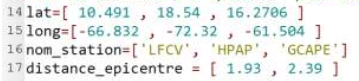 14 lat=[ 10.491 , 18.54 , 16.2706 ]
15 long=[-66.832 , -72.32 , -61.504 ]
16 nom_station=['LFCV', 'HPAP', 'GCAPE']
17 distance_epicentre = [ 1.93 , 2.39 ]